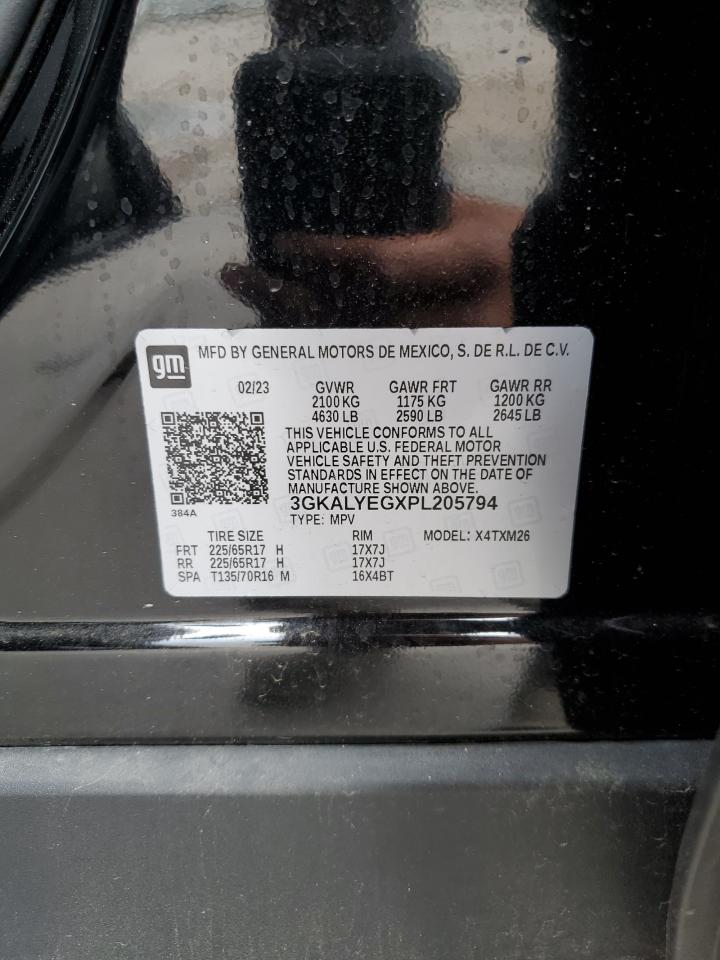 gm MFD BY GENERAL MOTORS DE MEXICO, S. DE R.L. DE C.V.
02/23 GVWR GAWR FRT GAWR RR
2100 KG 1175 KG 1200 KG
4630 LB 2590 LB 2645 LB
THIS VEHICLE CONFORMS TO ALL
APPLICABLE U.S. FEDERAL MOTOR
VEHICLE SAFETY AND THEFT PREVENTION
STANDARDS IN EFFECT ON THE DATE OF
MANUFACTURE SHOWN ABOVE.
3GKALYEGXPL205794
384A
TYPE: MPV
TIRE SIZE RIM MODEL: X4TXM26
FRT 225/65R17 H 17X7J
RR 225/65R17 H 17X7J
SPA T135/70R16 M 16X4BT